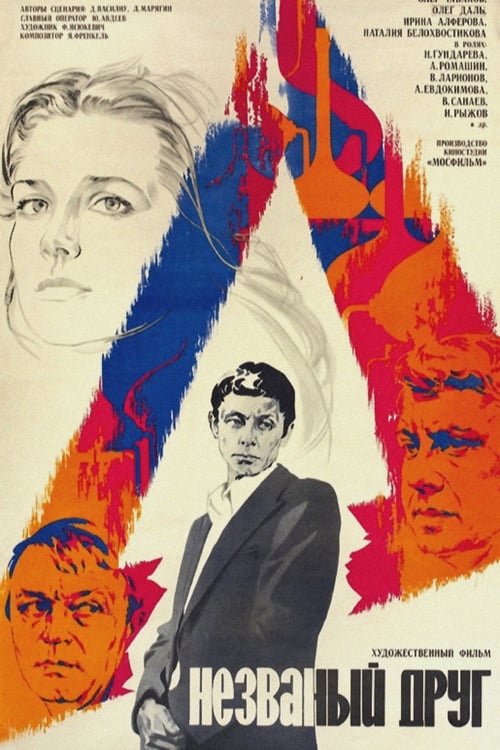 АВТОРЫ СЦЕНАРИЯ: Д. ВАСИЛИУ, Л. МАРЯГИН
ГЛАВНЫЙ ОПЕРАТОР Ю. АВДЕЕВ
ХУДОЖНИК Ф. ЯСЮКЕВИЧ
КОМПОЗИТОР Я. ФРЕНКЕЛЬ
ОЛЕГ ДАЛЬ,
ИРИНА АЛФЕРОВА,
НАТАЛИЯ БЕЛОХВОСТИКОВА
В РОЛЯХ:
Н. ГУНДАРЕВА,
А. РОМАШИН,
В. ЛАРИОНОВ,
А. ЕВДОКИМОВА,
В. САНАЕВ,
И. РЫЖОВ
и др.
ПРОИЗВОДСТВО
КИНОСТУДИИ
"МОСФИЛЬМ"
ХУДОЖЕСТВЕННЫЙ ФИЛЬМ
НЕЗВАНЫЙ ДРУГ